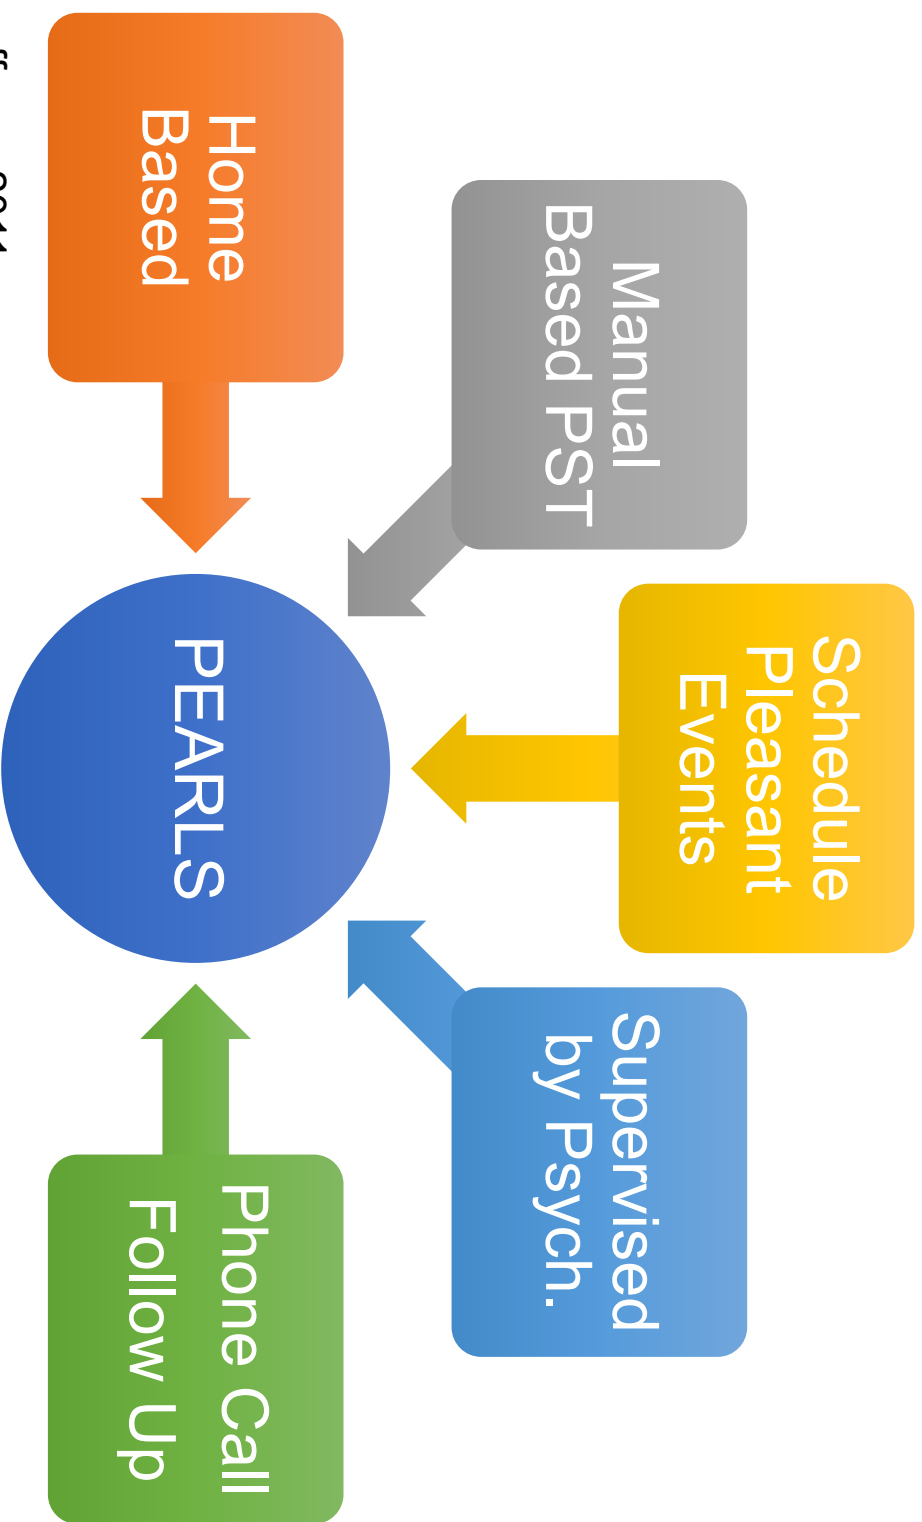 Schedule
Pleasant
Events
Manual
Based PST
Supervised
by Psych.
Home
Based
PEARLS
Phone Call
Follow Up